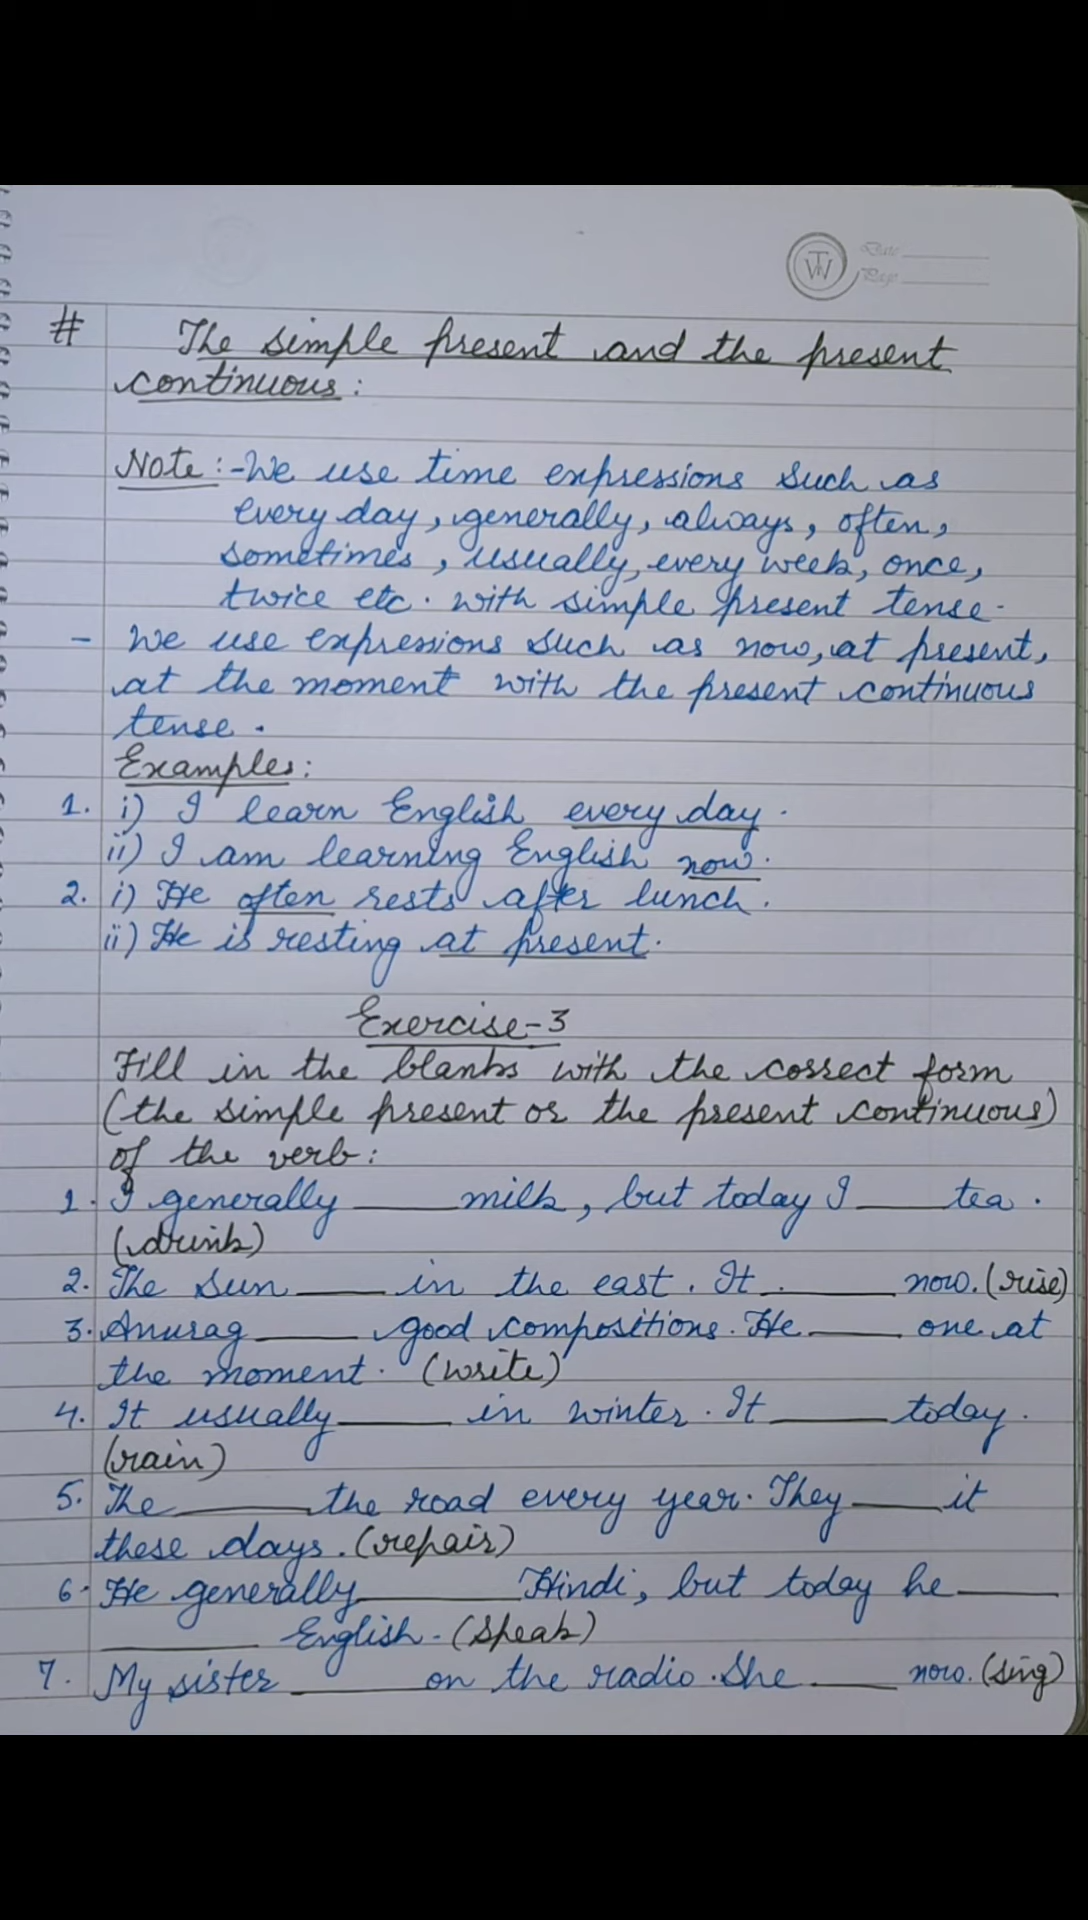 TW
Date
Page
# The simple present and the present
continuous:
Note:- We use time expressions such as
every day, generally, always, often,
sometimes, usually, every week, once,
twice etc. with simple present tense.
- We use expressions such as now, at present,
at the moment with the present continuous
tense.
Examples:
1. i) I learn English every day.
ii) I am learning English now.
2. i) He often rests after lunch.
ii) He is resting at present.
Exercise-3
Fill in the blanks with the correct form
(the simple present or the present continuous)
of the verb:
1. I generally ____ milk, but today I ____ tea.
(drink)
2. The sun ____ in the east. It ____ now. (rise)
3. Anurag ____ good compositions. He ____ one at
the moment. (write)
4. It usually ____ in winter. It ____ today.
(rain)
5. The ____ the road every year. They ____ it
these days. (repair)
6. He generally ____ Hindi, but today he ____
____ English. (speak)
7. My sister ____ on the radio. She ____ now. (sing)